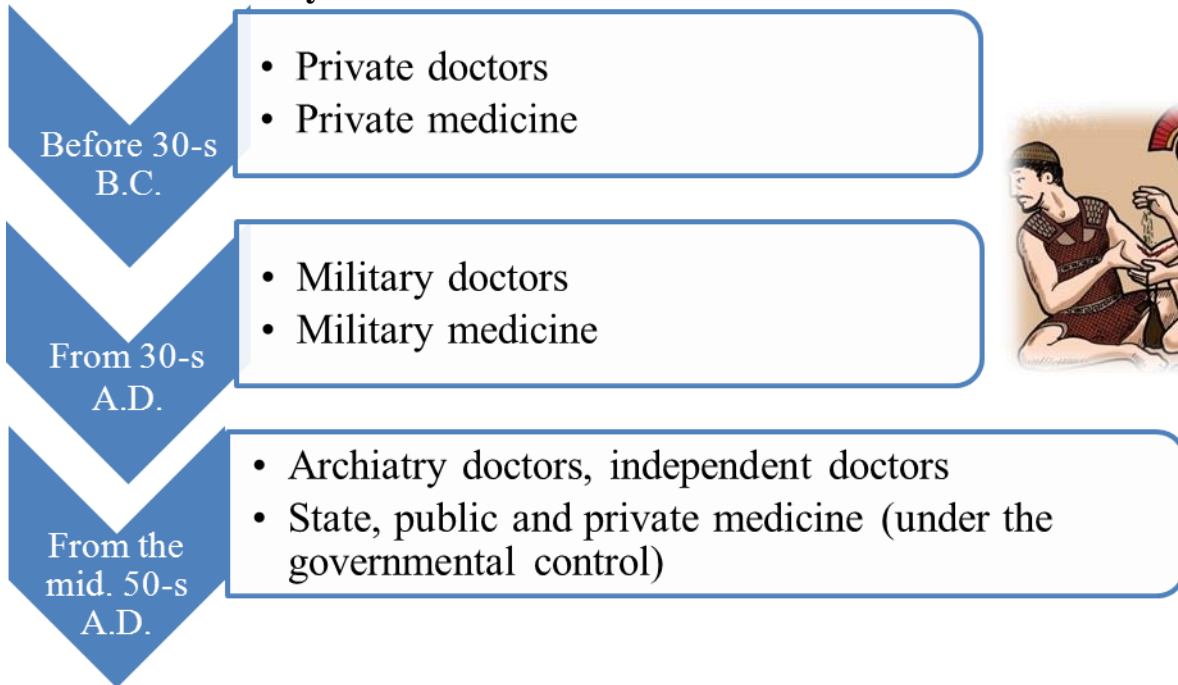 • Private doctors
• Private medicine
Before 30-s
B.C.
• Military doctors
• Military medicine
From 30-s
A.D.
• Archiatry doctors, independent doctors
• State, public and private medicine (under the
governmental control)
From the
mid. 50-s
A.D.